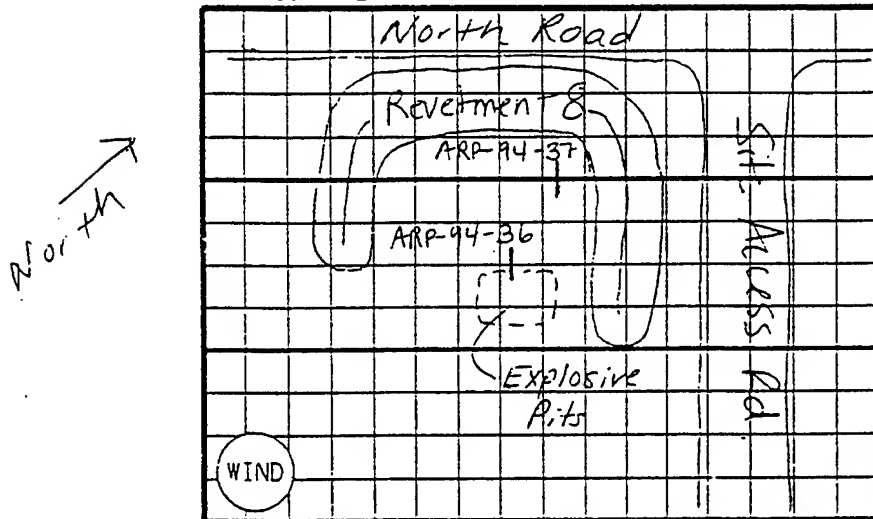 North Road
Revetment 8
ARP-94-37
ARP-94-36
Explosive
Pits
Site Access Rd.
North
WIND